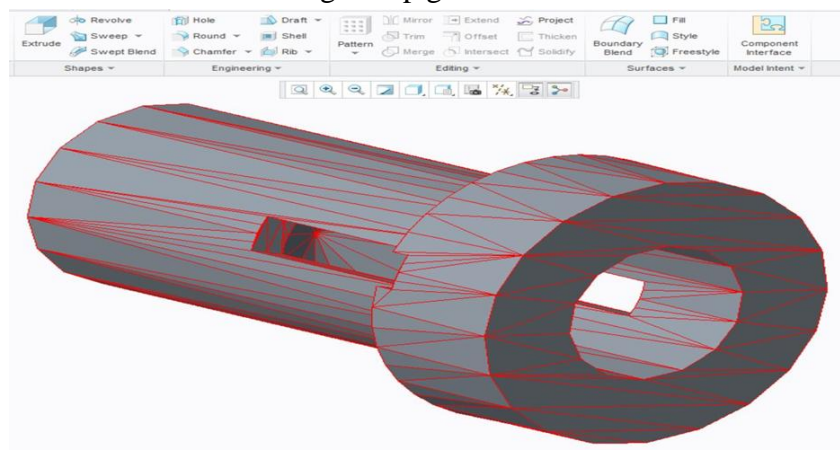 Revolve Hole Draft Mirror Extend Project Fill
Extrude Sweep Round Shell Pattern Trim Offset Thicken Boundary Blend Style Component Interface
Swept Blend Chamfer Rib Merge Intersect Solidify Freestyle
Shapes Engineering Editing Surfaces Model Intent